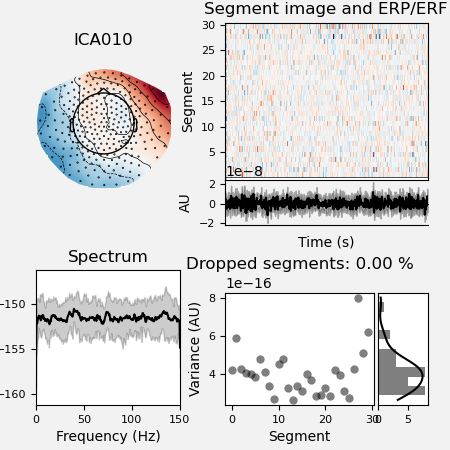 ICA010
Segment image and ERP/ERF
Segment
30
25
20
15
10
5
1e−8
AU
2
0
−2
Time (s)
Spectrum
−150
−155
−160
0 50 100 150
Frequency (Hz)
Dropped segments: 0.00 %
1e−16
Variance (AU)
8
6
4
0 10 20 30
Segment
0 5